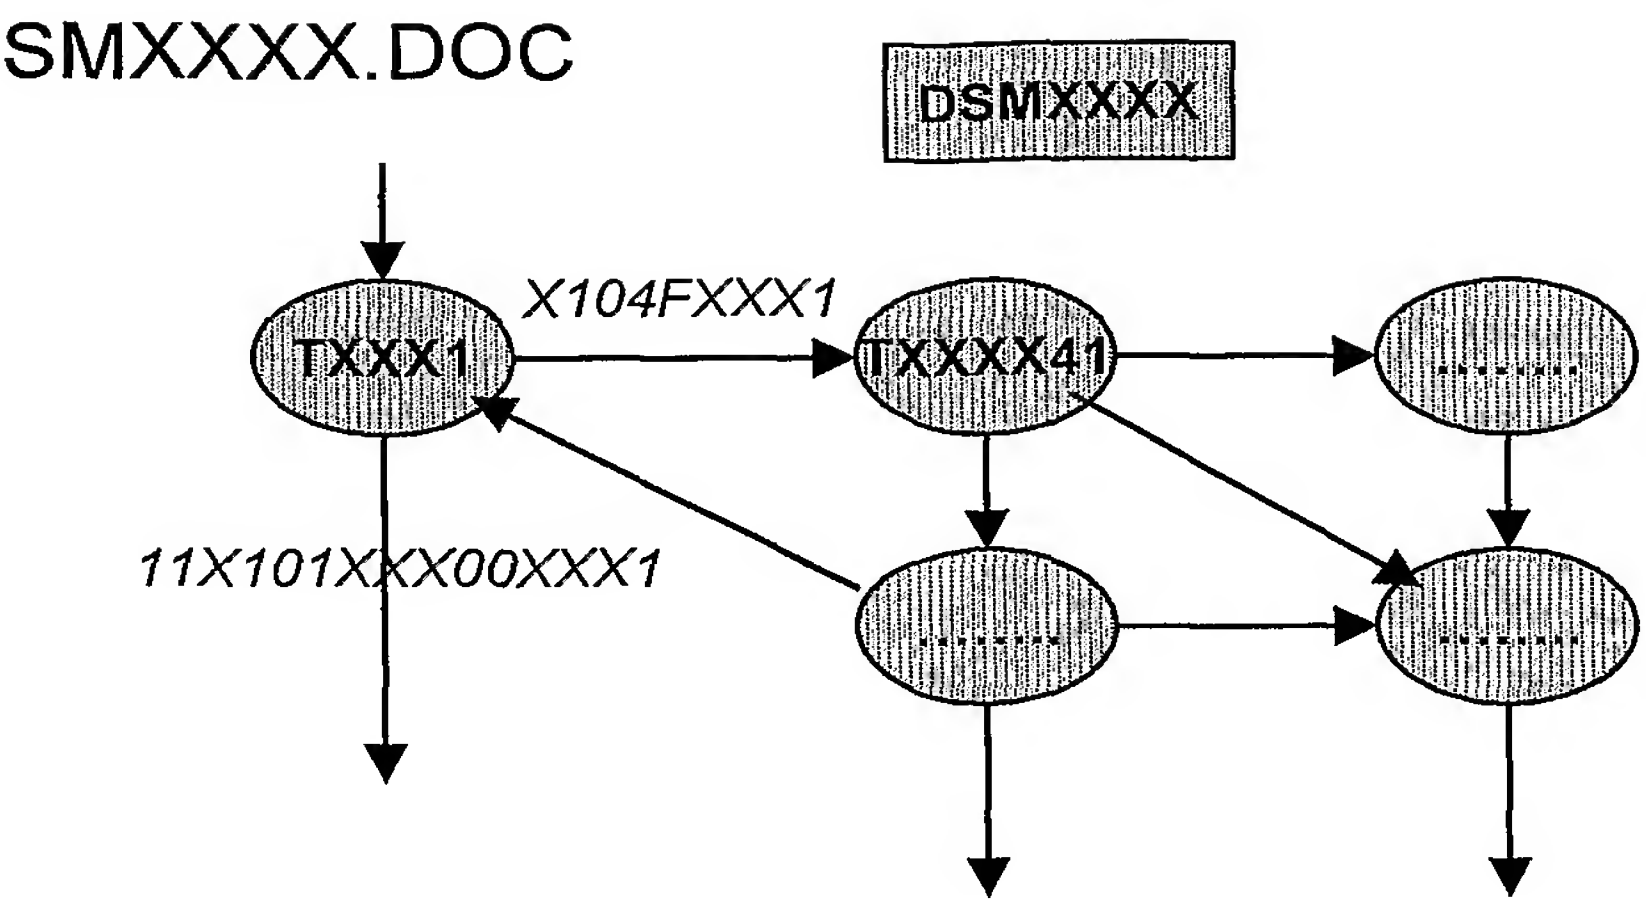 SMXXXX.DOC
DSMXXXX
X104FXXX1
TXXX1
TXXXX41
........
11X101XXX00XXX1
........
........